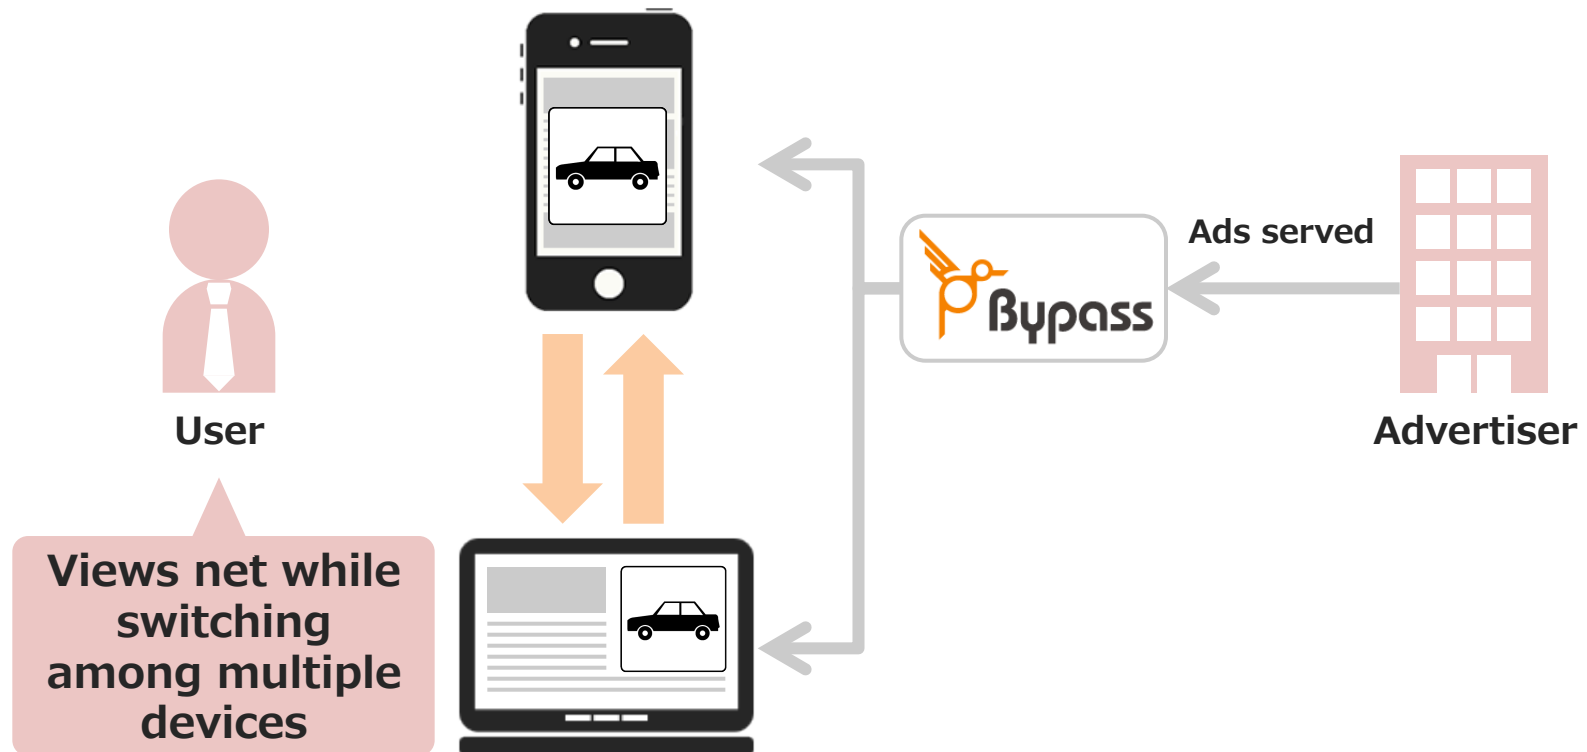 Ads served
Bypass
User
Advertiser
Views net while
switching
among multiple
devices